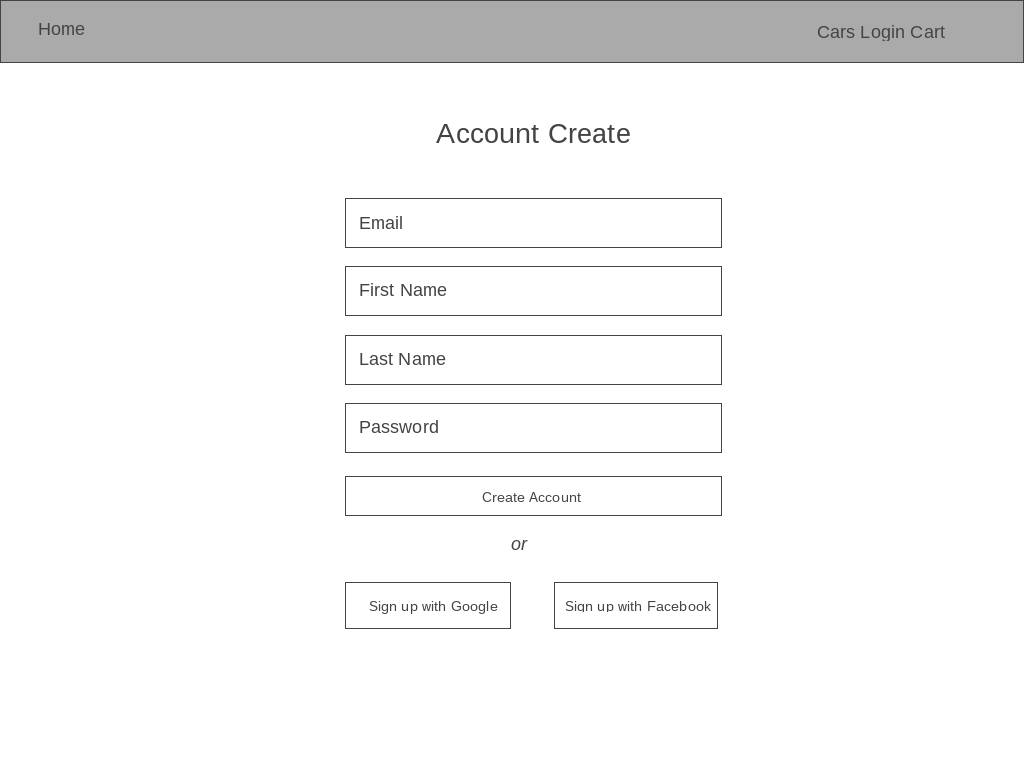 Home
Cars Login Cart
Account Create
Email
First Name
Last Name
Password
Create Account
or
Sign up with Google
Sign up with Facebook